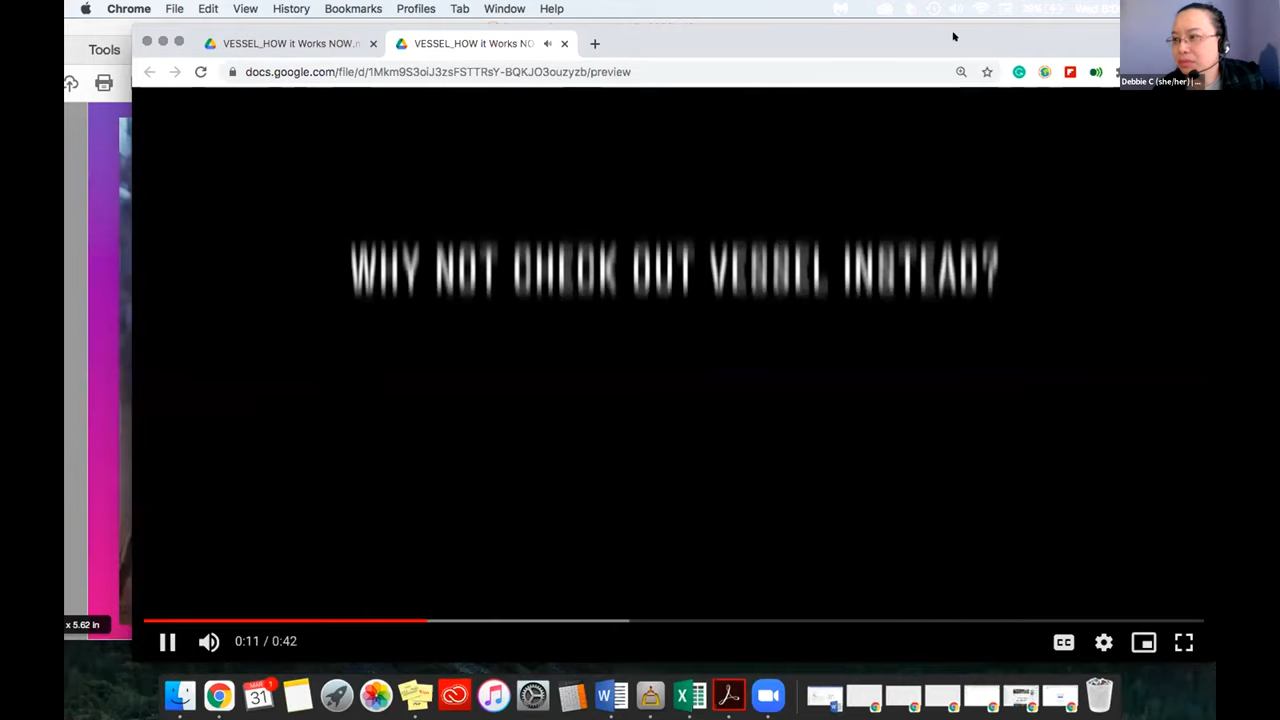 Chrome File Edit View History Bookmarks Profiles Tab Window Help
Tools
VESSEL_HOW it Works NOW.m
VESSEL_HOW it Works NO
docs.google.com/file/d/1Mkm9S3oiJ3zsFSTTRsY-BQKJO3ouzyzb/preview
Debbie C (she/her) |...
WHY NOT CHECK OUT VESSEL INSTEAD?
x 5.62 in
0:11 / 0:42
CC
31